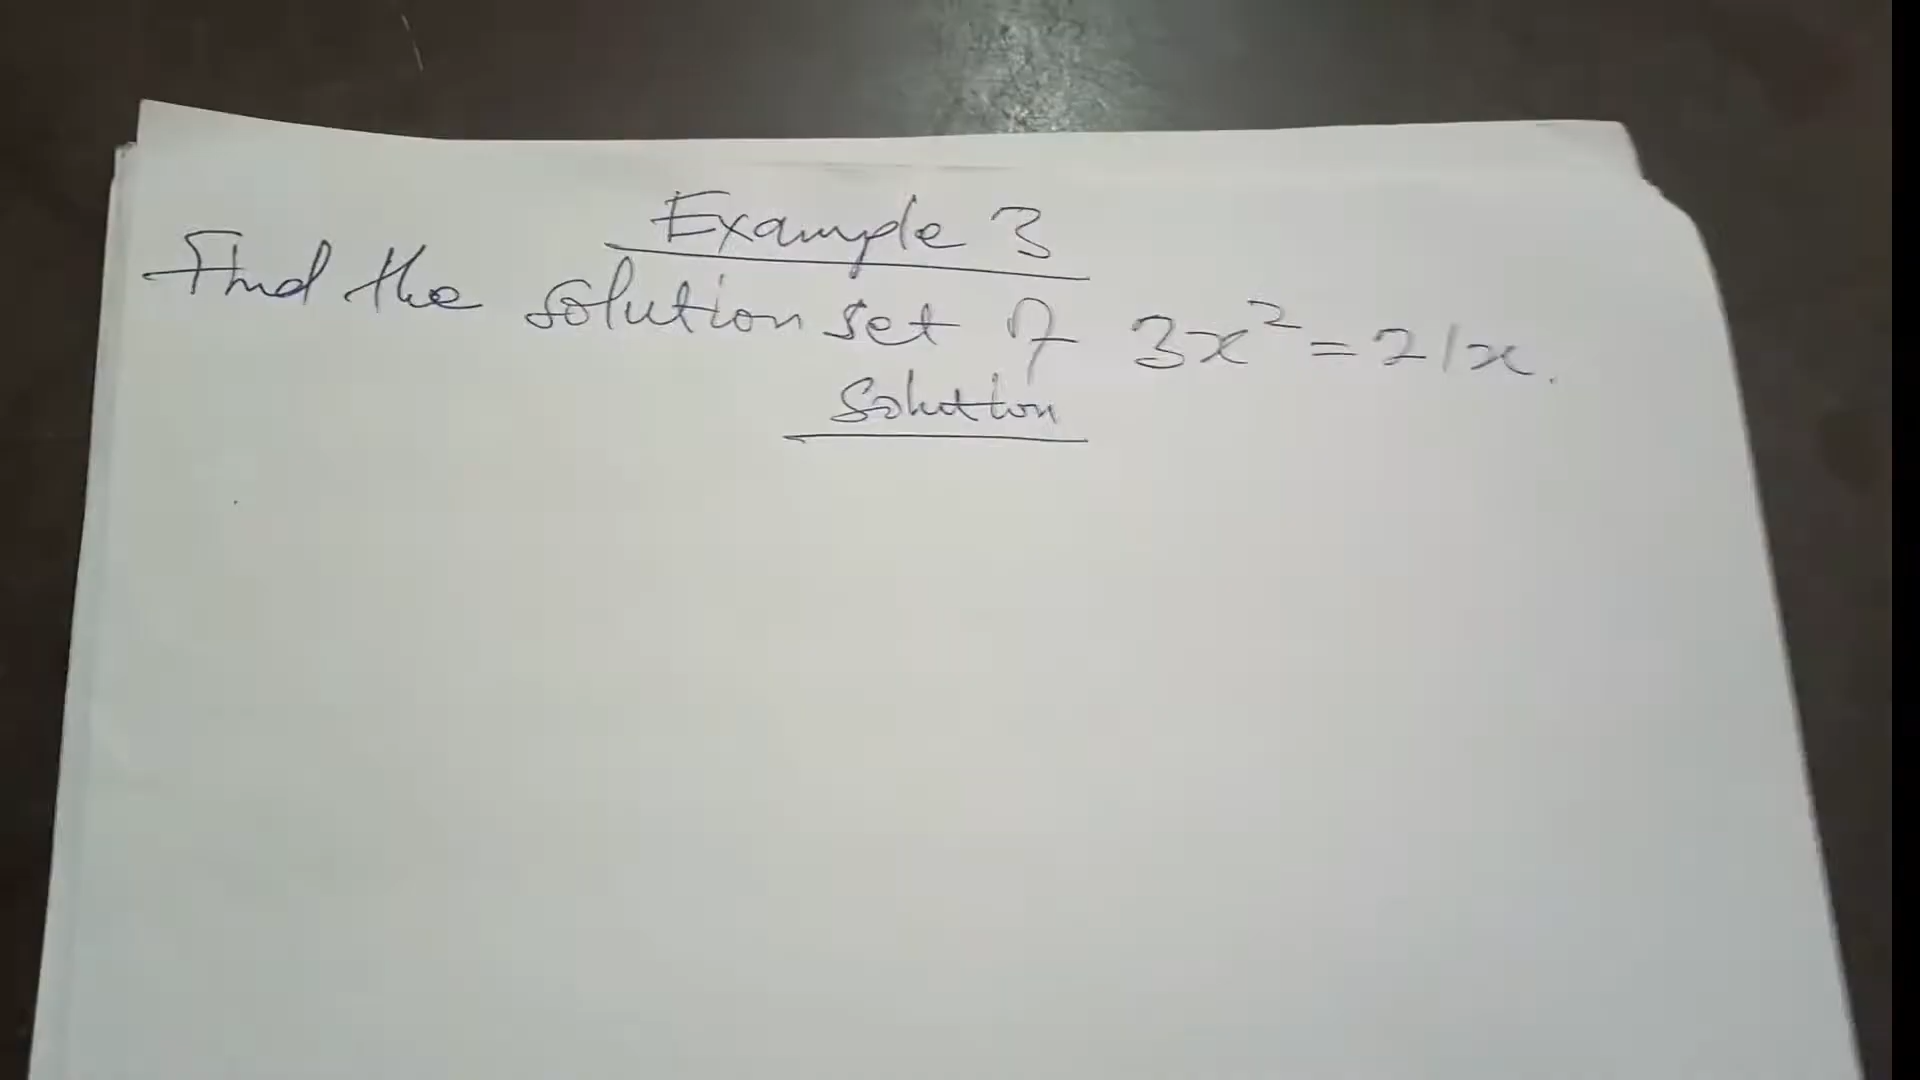 Example 3
Find the solution set of 3x² = 21x.
Solution